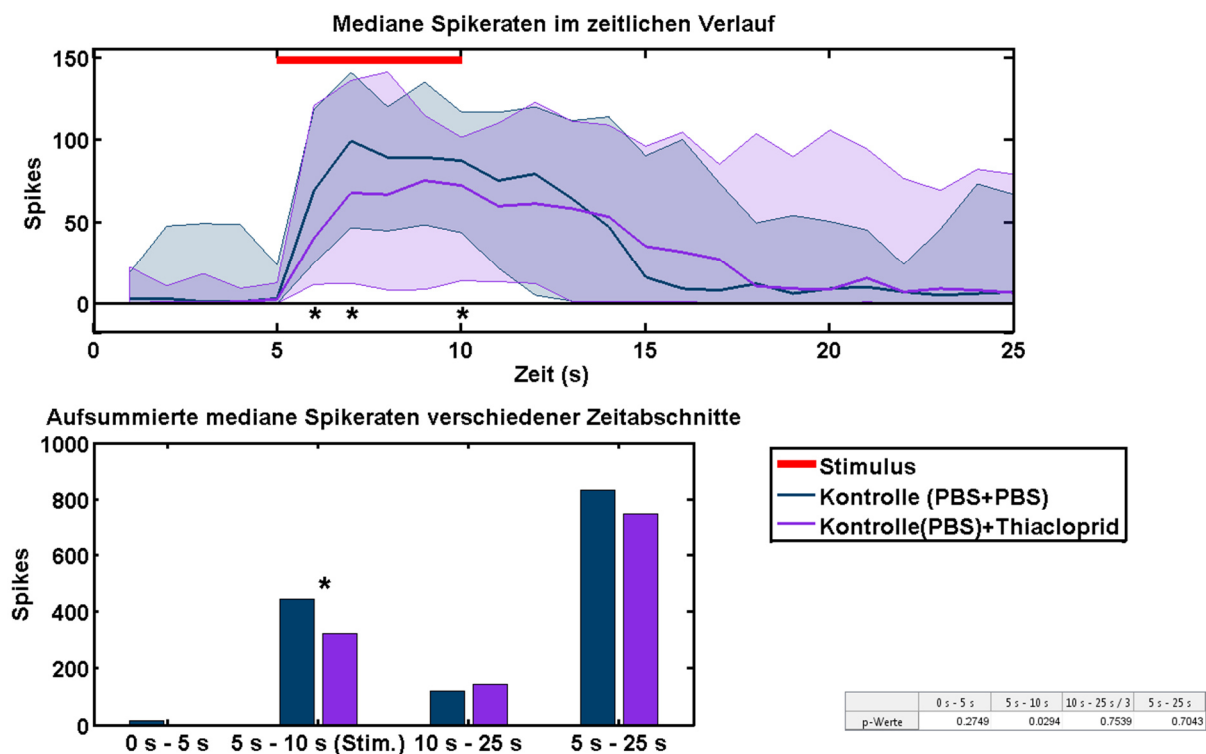 Mediane Spikeraten im zeitlichen Verlauf
150
100
50
0
Spikes
* * *
0 5 10 15 20 25
Zeit (s)
Aufsummierte mediane Spikeraten verschiedener Zeitabschnitte
1000
800
600
400
200
0
Spikes
*
0 s - 5 s 5 s - 10 s (Stim.) 10 s - 25 s 5 s - 25 s
Stimulus
Kontrolle (PBS+PBS)
Kontrolle(PBS)+Thiacloprid
0 s - 5 s 5 s - 10 s 10 s - 25 s / 3 5 s - 25 s
p-Werte 0.2749 0.0294 0.7539 0.7043